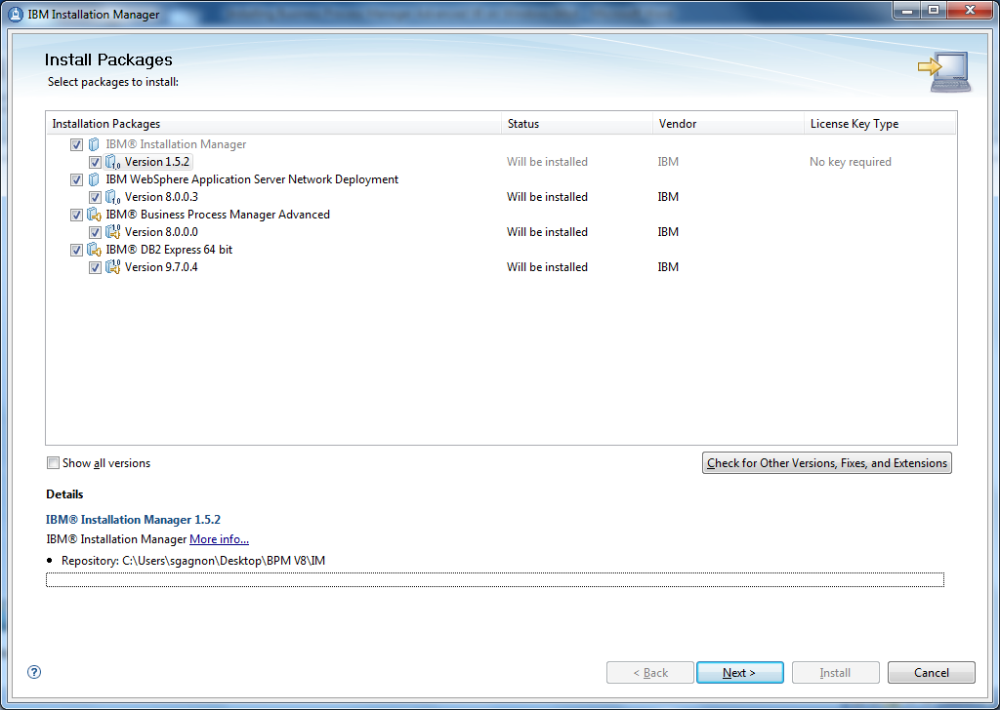 IBM Installation Manager
Install Packages
Select packages to install:
Installation Packages Status Vendor License Key Type
IBM® Installation Manager
Version 1.5.2 Will be installed IBM No key required
IBM WebSphere Application Server Network Deployment
Version 8.0.0.3 Will be installed IBM
IBM® Business Process Manager Advanced
Version 8.0.0.0 Will be installed IBM
IBM® DB2 Express 64 bit
Version 9.7.0.4 Will be installed IBM
Show all versions Check for Other Versions, Fixes, and Extensions
Details
IBM® Installation Manager 1.5.2
IBM® Installation Manager More info...
• Repository: C:\Users\sgagnon\Desktop\BPM V8\IM
? < Back Next > Install Cancel